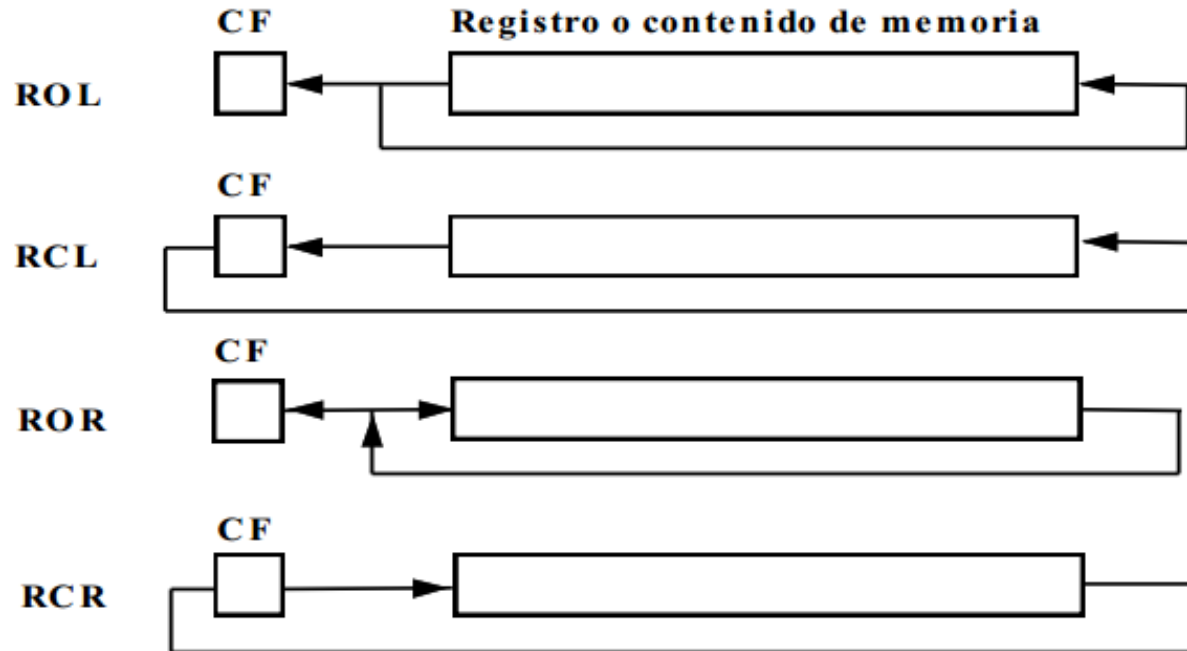 CF Registro o contenido de memoria
ROL
CF
RCL
CF
ROR
CF
RCR